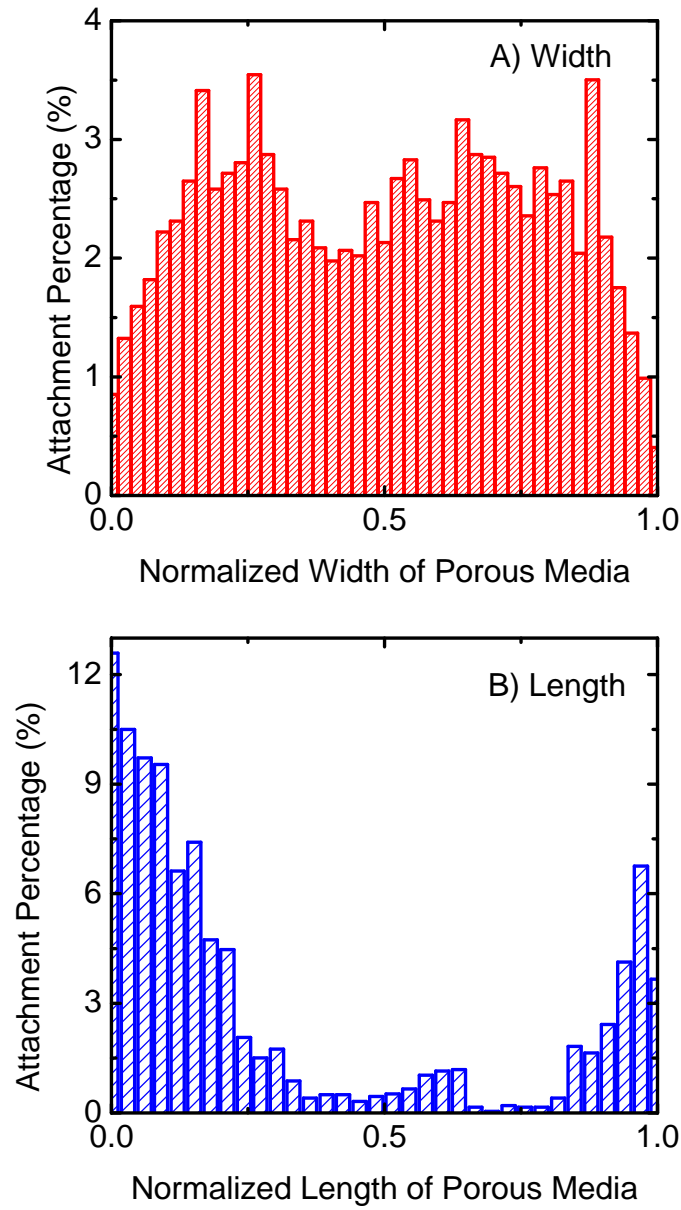 A) Width
Attachment Percentage (%)
4
3
2
1
0
0.0 0.5 1.0
Normalized Width of Porous Media
B) Length
Attachment Percentage (%)
12
9
6
3
0
0.0 0.5 1.0
Normalized Length of Porous Media